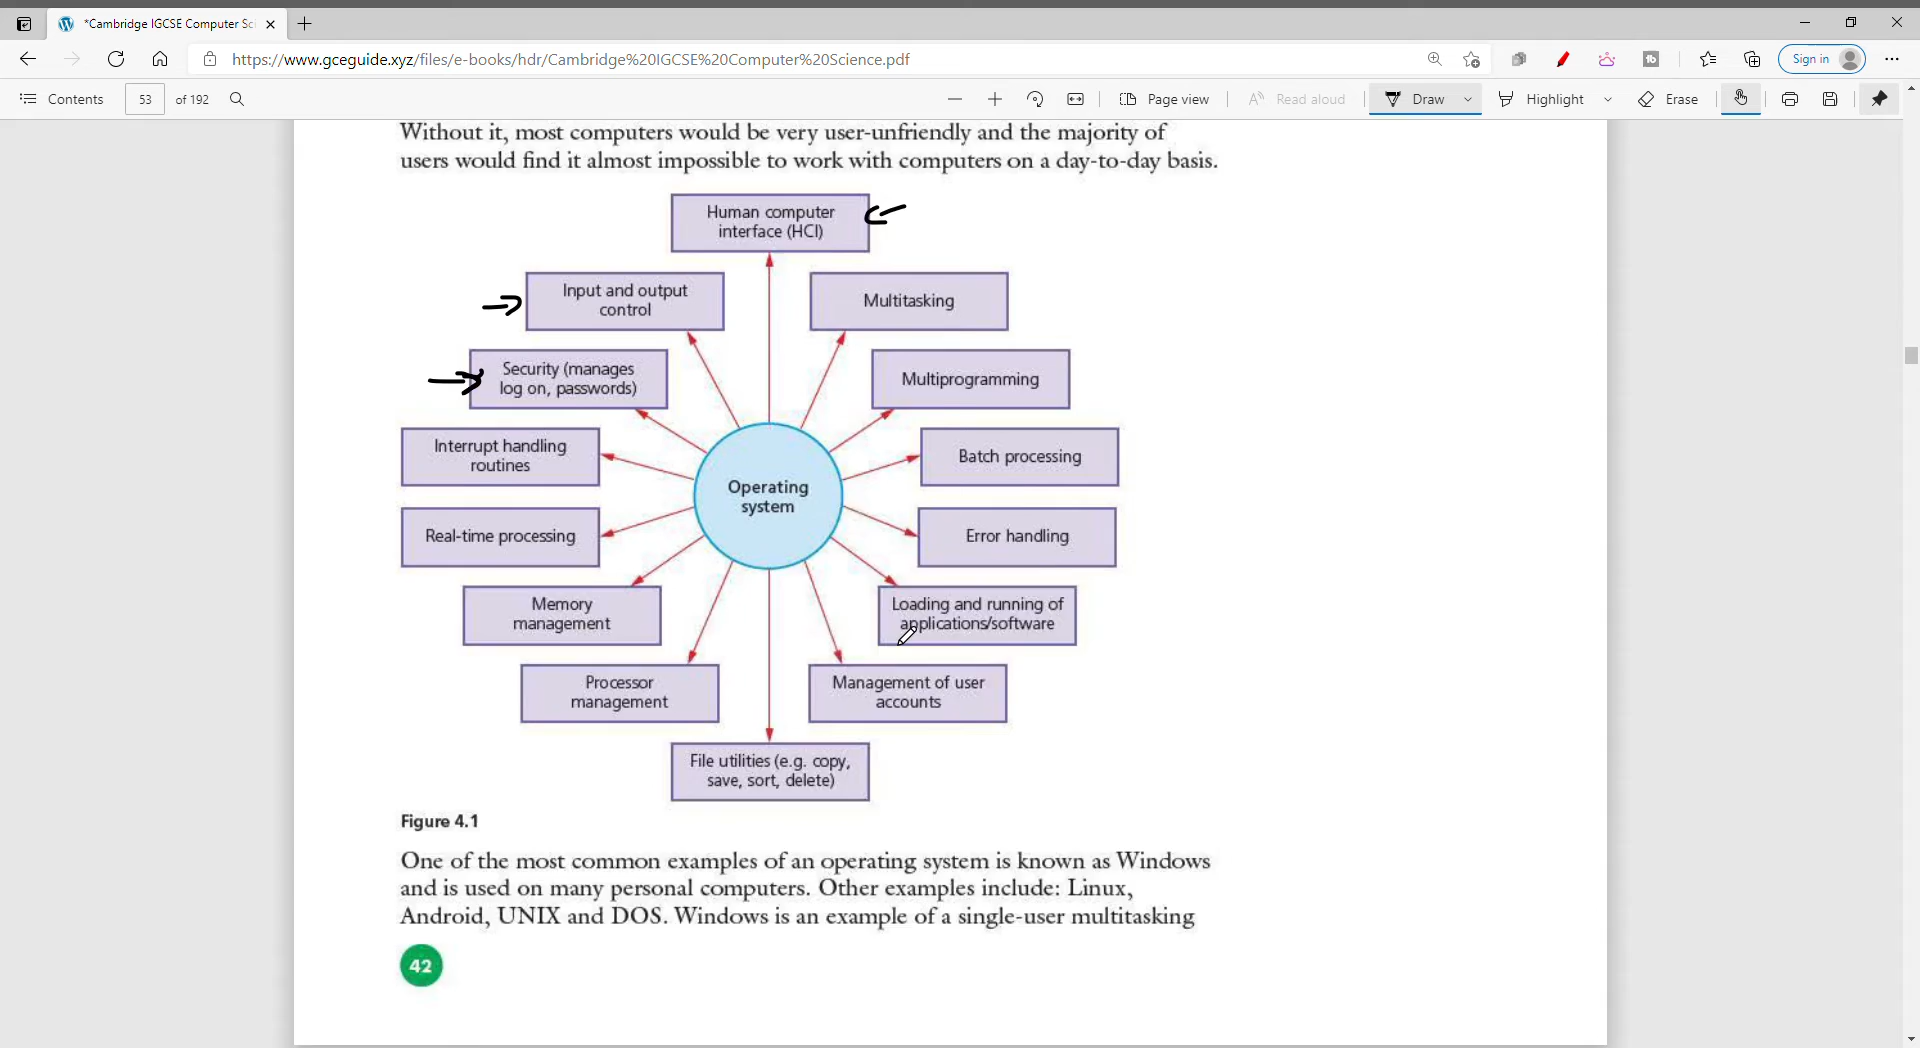 *Cambridge IGCSE Computer Sci
https://www.gceguide.xyz/files/e-books/hdr/Cambridge%20IGCSE%20Computer%20Science.pdf
Sign in
Contents
53 of 192
Page view
Read aloud
Draw
Highlight
Erase
Without it, most computers would be very user-unfriendly and the majority of
users would find it almost impossible to work with computers on a day-to-day basis.
Human computer
interface (HCI)
Input and output
control
Multitasking
Security (manages
log on, passwords)
Multiprogramming
Interrupt handling
routines
Batch processing
Operating
system
Real-time processing
Error handling
Memory
management
Loading and running of
applications/software
Processor
management
Management of user
accounts
File utilities (e.g. copy,
save, sort, delete)
Figure 4.1
One of the most common examples of an operating system is known as Windows
and is used on many personal computers. Other examples include: Linux,
Android, UNIX and DOS. Windows is an example of a single-user multitasking
42